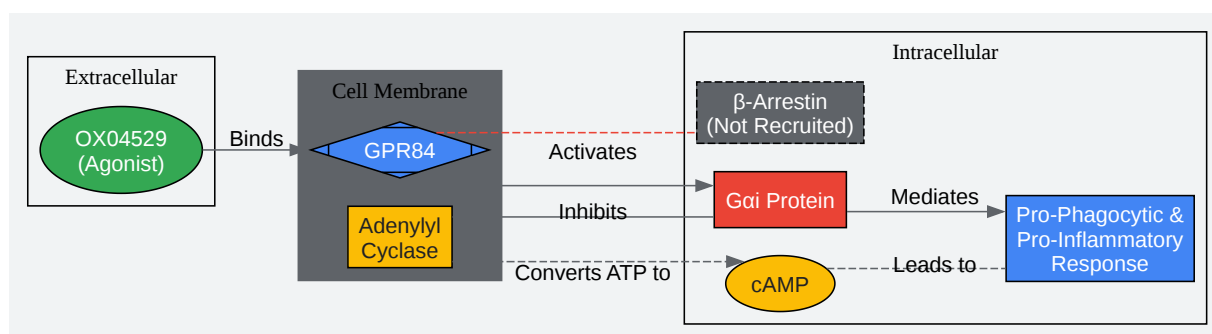 Extracellular
OX04529
(Agonist)
Binds
Cell Membrane
GPR84
Adenylyl
Cyclase
Activates
Inhibits
Converts ATP to
Intracellular
β-Arrestin
(Not Recruited)
Gαi Protein
cAMP
Mediates
Leads to
Pro-Phagocytic &
Pro-Inflammatory
Response